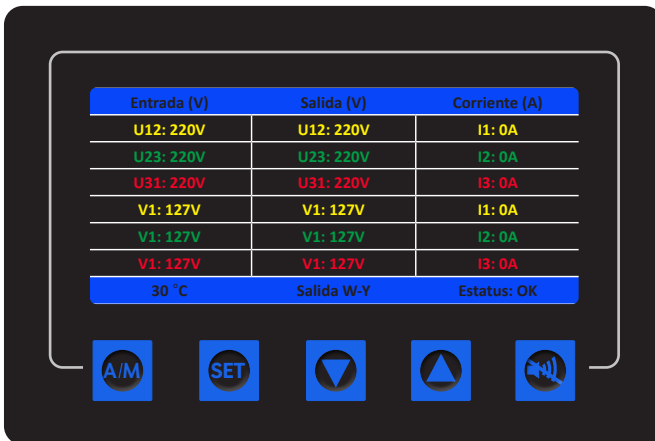 Entrada (V) Salida (V) Corriente (A)
U12: 220V U12: 220V I1: 0A
U23: 220V U23: 220V I2: 0A
U31: 220V U31: 220V I3: 0A
V1: 127V V1: 127V I1: 0A
V1: 127V V1: 127V I2: 0A
V1: 127V V1: 127V I3: 0A
30 °C Salida W-Y Estatus: OK
A/M SET